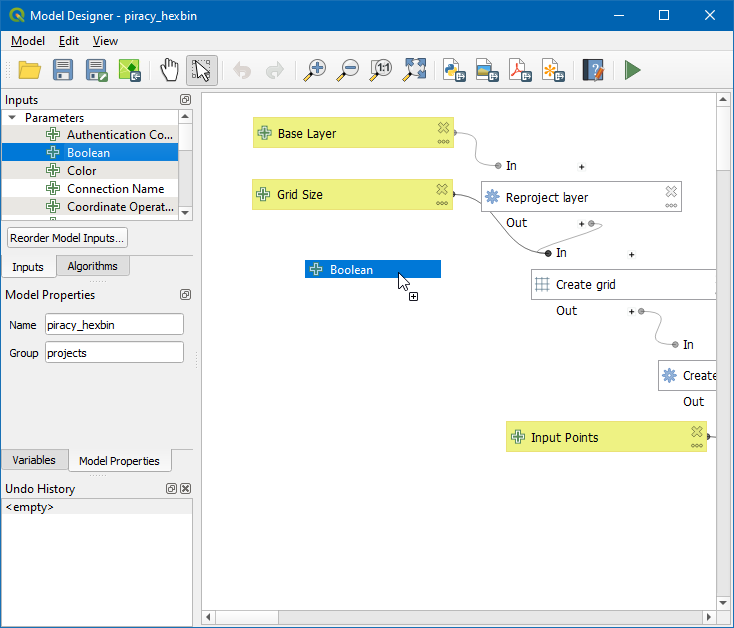 Model Designer - piracy_hexbin
Model Edit View
1:1
Inputs
Parameters
Authentication Co...
Boolean
Color
Connection Name
Coordinate Operat...
Reorder Model Inputs...
Inputs Algorithms
Model Properties
Name piracy_hexbin
Group projects
Variables Model Properties
Undo History
<empty>
Base Layer
In
Grid Size
Reproject layer
Out
In
Boolean
Create grid
Out
In
Create
Out
Input Points